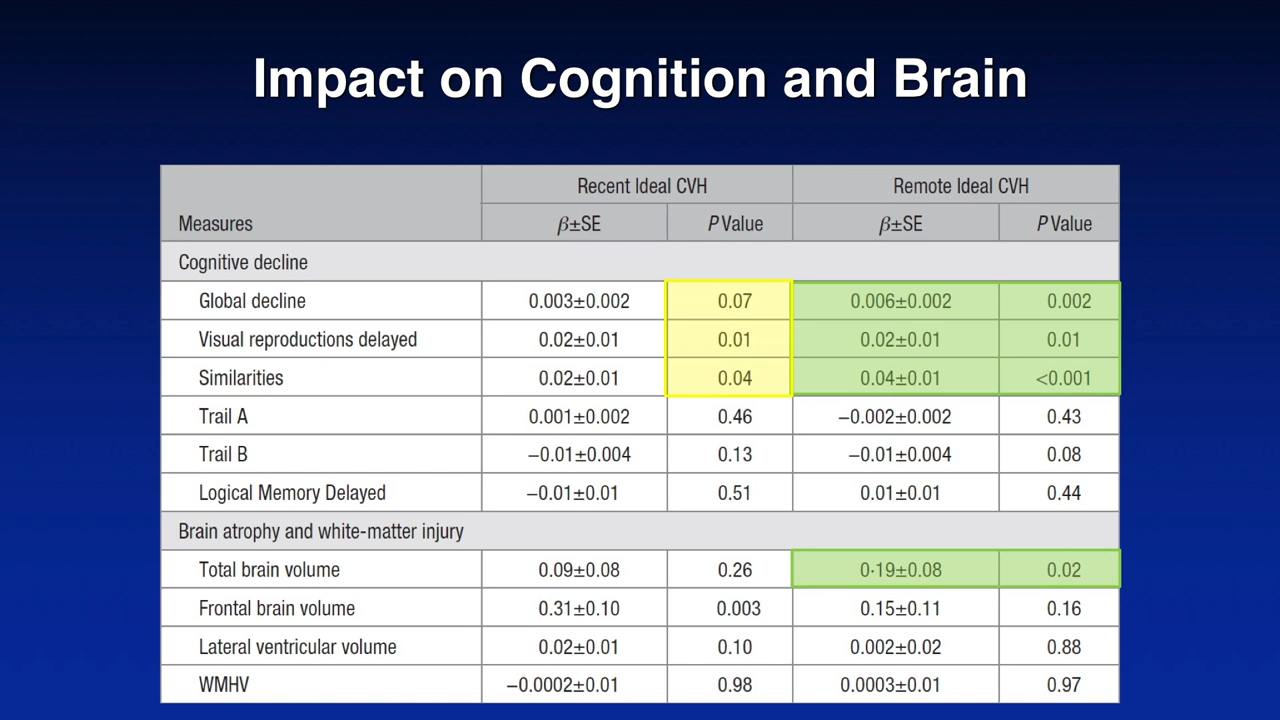 Impact on Cognition and Brain
Recent Ideal CVH Remote Ideal CVH
Measures β±SE P Value β±SE P Value
Cognitive decline
Global decline 0.003±0.002 0.07 0.006±0.002 0.002
Visual reproductions delayed 0.02±0.01 0.01 0.02±0.01 0.01
Similarities 0.02±0.01 0.04 0.04±0.01 <0.001
Trail A 0.001±0.002 0.46 −0.002±0.002 0.43
Trail B −0.01±0.004 0.13 −0.01±0.004 0.08
Logical Memory Delayed −0.01±0.01 0.51 0.01±0.01 0.44
Brain atrophy and white-matter injury
Total brain volume 0.09±0.08 0.26 0·19±0.08 0.02
Frontal brain volume 0.31±0.10 0.003 0.15±0.11 0.16
Lateral ventricular volume 0.02±0.01 0.10 0.002±0.02 0.88
WMHV −0.0002±0.01 0.98 0.0003±0.01 0.97